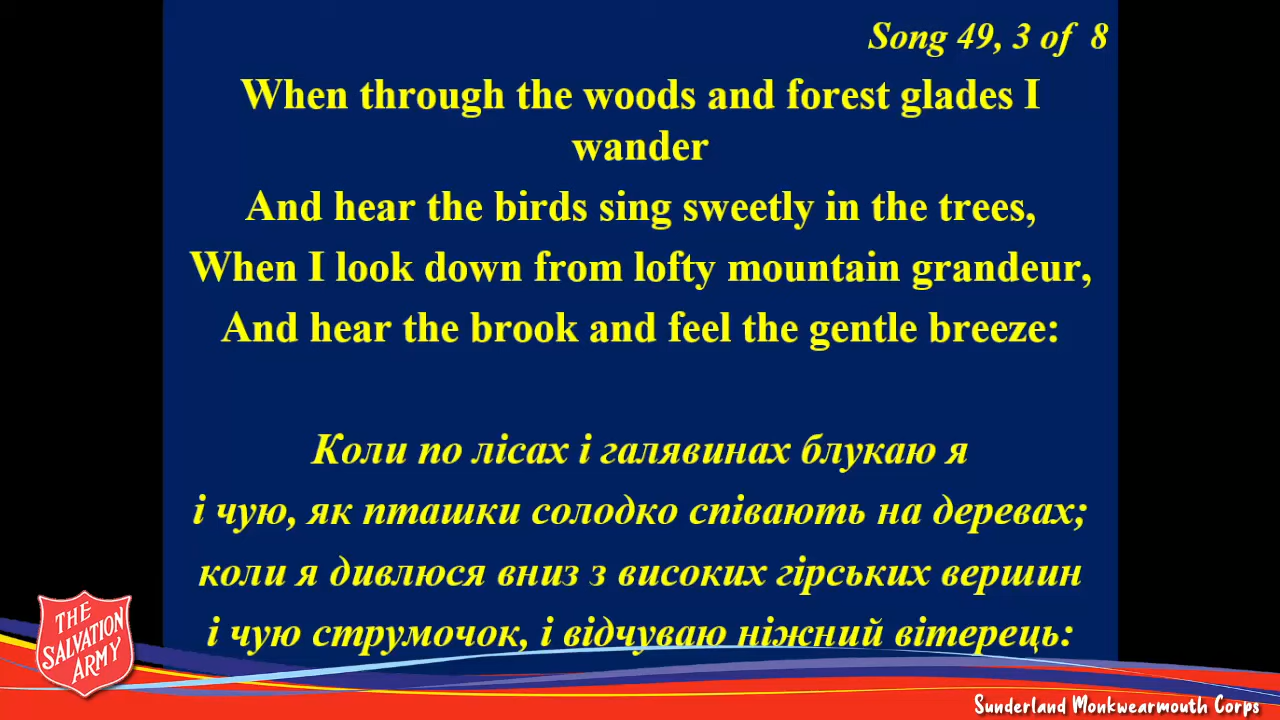 Song 49, 3 of 8
When through the woods and forest glades I
wander
And hear the birds sing sweetly in the trees,
When I look down from lofty mountain grandeur,
And hear the brook and feel the gentle breeze:
Коли по лісах і галявинах блукаю я
і чую, як пташки солодко співають на деревах;
коли я дивлюся вниз з високих гірських вершин
і чую струмочок, і відчуваю ніжний вітерець:
THE
SALVATION
ARMY
Sunderland Monkwearmouth Corps